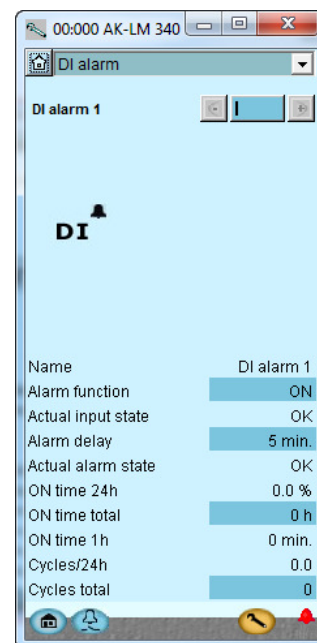 00:000 AK-LM 340
DI alarm
DI alarm 1
DI
Name DI alarm 1
Alarm function ON
Actual input state OK
Alarm delay 5 min.
Actual alarm state OK
ON time 24h 0.0 %
ON time total 0 h
ON time 1h 0 min.
Cycles/24h 0.0
Cycles total 0